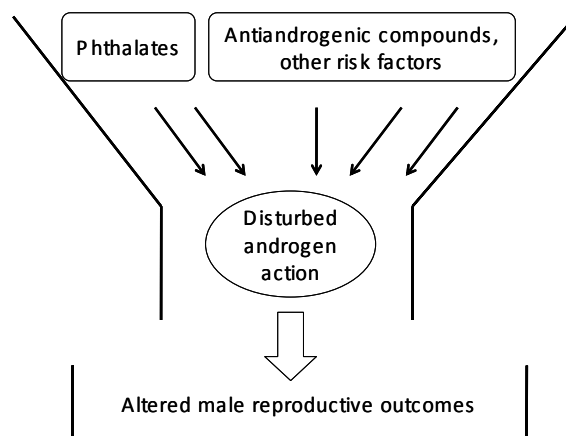 Phthalates
Antiandrogenic compounds,
other risk factors
Disturbed
androgen
action
Altered male reproductive outcomes